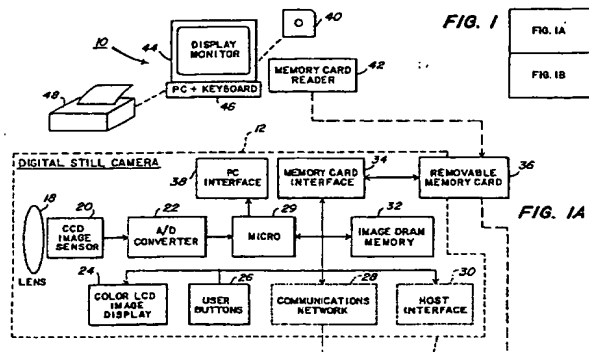 FIG. 1
FIG. 1A
FIG. 1B
10
44
DISPLAY
MONITOR
40
42
MEMORY CARD
READER
48
PC + KEYBOARD
46
12
DIGITAL STILL CAMERA
38
PC
INTERFACE
34
MEMORY CARD
INTERFACE
36
REMOVABLE
MEMORY CARD
FIG. 1A
18
LENS
20
CCD
IMAGE
SENSOR
22
A/D
CONVERTER
29
MICRO
32
IMAGE DRAM
MEMORY
24
COLOR LCD
IMAGE
DISPLAY
26
USER
BUTTONS
28
COMMUNICATIONS
NETWORK
30
HOST
INTERFACE